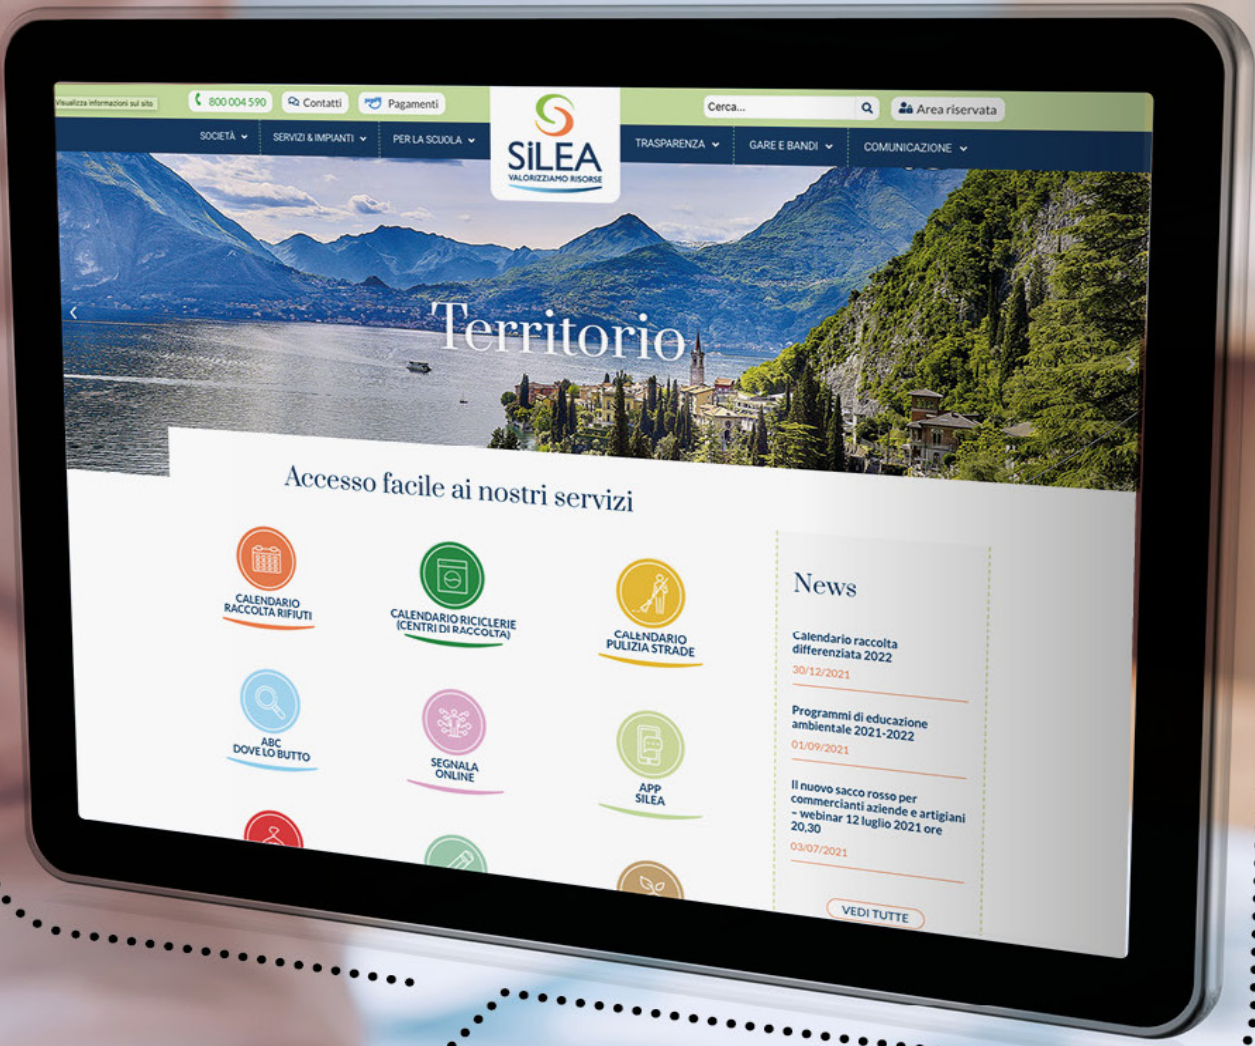 Visualizza informazioni sul sito
800 004 590
Contatti
Pagamenti
Cerca...
Area riservata
SOCIETÀ
SERVIZI & IMPIANTI
PER LA SCUOLA
SiLEA
VALORIZZIAMO RISORSE
TRASPARENZA
GARE E BANDI
COMUNICAZIONE
Territorio
Accesso facile ai nostri servizi
CALENDARIO
RACCOLTA RIFIUTI
CALENDARIO RICICLERIE
(CENTRI DI RACCOLTA)
CALENDARIO
PULIZIA STRADE
ABC
DOVE LO BUTTO
SEGNALA
ONLINE
APP
SILEA
News
Calendario raccolta
differenziata 2022
30/12/2021
Programmi di educazione
ambientale 2021-2022
01/09/2021
Il nuovo sacco rosso per
commercianti aziende e artigiani
– webinar 12 luglio 2021 ore
20,30
03/07/2021
VEDI TUTTE